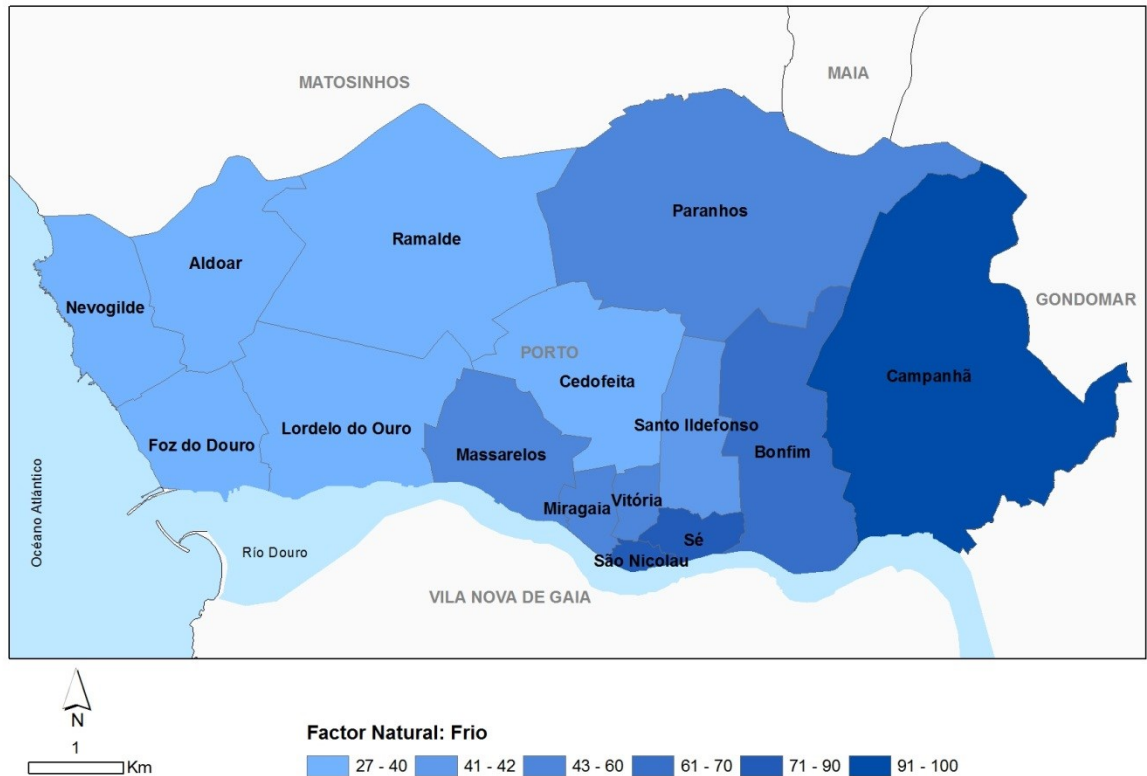 MATOSINHOS
MAIA
Paranhos
Ramalde
Aldoar
Nevogilde
GONDOMAR
PORTO
Cedofeita
Campanhã
Santo Ildefonso
Lordelo do Ouro
Foz do Douro
Massarelos
Bonfim
Miragaia
Vitória
Sé
São Nicolau
Océano Atlántico
Río Douro
VILA NOVA DE GAIA
N
1
Km
Factor Natural: Frio
27 - 40
41 - 42
43 - 60
61 - 70
71 - 90
91 - 100